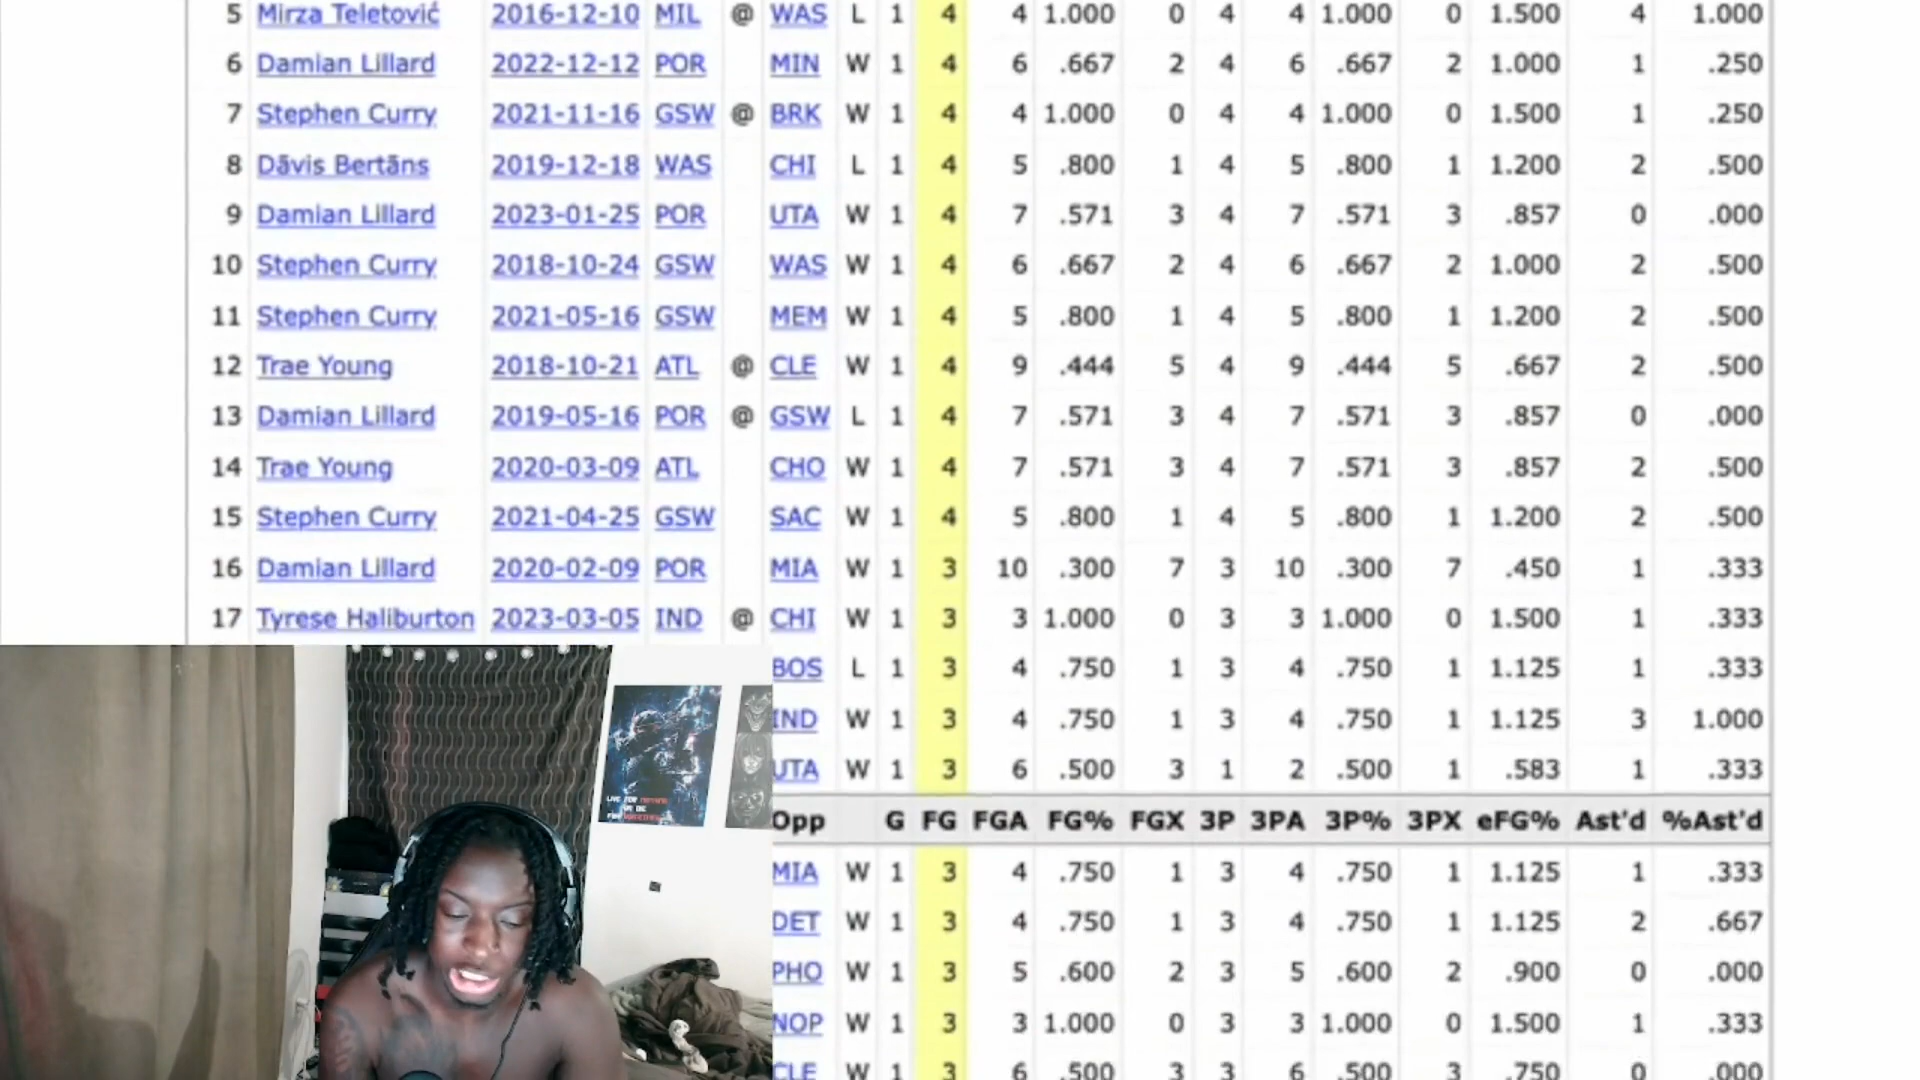 5 Mirza Teletović 2016-12-10 MIL @ WAS L 1 4 4 1.000 0 4 4 1.000 0 1.500 4 1.000
6 Damian Lillard 2022-12-12 POR MIN W 1 4 6 .667 2 4 6 .667 2 1.000 1 .250
7 Stephen Curry 2021-11-16 GSW @ BRK W 1 4 4 1.000 0 4 4 1.000 0 1.500 1 .250
8 Dāvis Bertāns 2019-12-18 WAS CHI L 1 4 5 .800 1 4 5 .800 1 1.200 2 .500
9 Damian Lillard 2023-01-25 POR UTA W 1 4 7 .571 3 4 7 .571 3 .857 0 .000
10 Stephen Curry 2018-10-24 GSW WAS W 1 4 6 .667 2 4 6 .667 2 1.000 2 .500
11 Stephen Curry 2021-05-16 GSW MEM W 1 4 5 .800 1 4 5 .800 1 1.200 2 .500
12 Trae Young 2018-10-21 ATL @ CLE W 1 4 9 .444 5 4 9 .444 5 .667 2 .500
13 Damian Lillard 2019-05-16 POR @ GSW L 1 4 7 .571 3 4 7 .571 3 .857 0 .000
14 Trae Young 2020-03-09 ATL CHO W 1 4 7 .571 3 4 7 .571 3 .857 2 .500
15 Stephen Curry 2021-04-25 GSW SAC W 1 4 5 .800 1 4 5 .800 1 1.200 2 .500
16 Damian Lillard 2020-02-09 POR MIA W 1 3 10 .300 7 3 10 .300 7 .450 1 .333
17 Tyrese Haliburton 2023-03-05 IND @ CHI W 1 3 3 1.000 0 3 3 1.000 0 1.500 1 .333
BOS L 1 3 4 .750 1 3 4 .750 1 1.125 1 .333
IND W 1 3 4 .750 1 3 4 .750 1 1.125 3 1.000
UTA W 1 3 6 .500 3 1 2 .500 1 .583 1 .333
Opp G FG FGA FG% FGX 3P 3PA 3P% 3PX eFG% Ast'd %Ast'd
MIA W 1 3 4 .750 1 3 4 .750 1 1.125 1 .333
DET W 1 3 4 .750 1 3 4 .750 1 1.125 2 .667
PHO W 1 3 5 .600 2 3 5 .600 2 .900 0 .000
NOP W 1 3 3 1.000 0 3 3 1.000 0 1.500 1 .333
CLE W 1 3 6 .500 3 3 6 .500 3 .750 0 .000
LIVE FOR
OR DIE
FOR